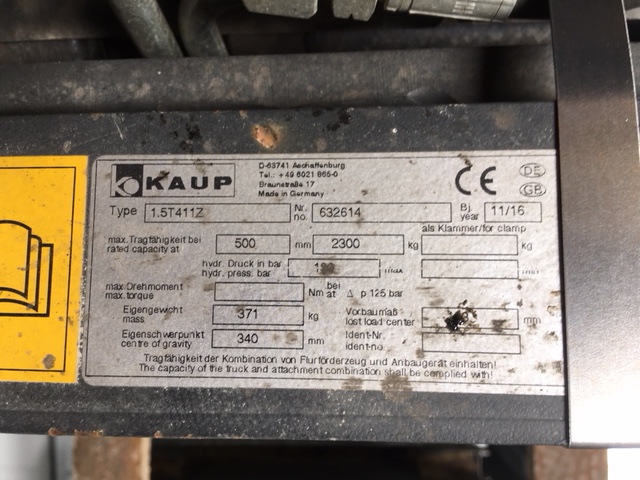 KAUP
D-63741 Aschaffenburg
Tel.: +49 6021 865-0
Braunstraße 17
Made in Germany
CE
DE
GB
Type 1.5T411Z Nr. no. 632614 Bj. year 11/16
als Klammer/for clamp
max.Tragfähigkeit bei rated capacity at 500 mm 2300 kg kg
hydr. Druck in bar hydr. press. bar max
max.Drehmoment max.torque Nm bei at Δ p 125 bar
Eigengewicht mass 371 kg Vorbaumaß lost load center mm
Eigenschwerpunkt centre of gravity 340 mm Ident-Nr. ident-no.
Tragfähigkeit der Kombination von Flurförderzeug und Anbaugerät einhalten!
The capacity of the truck and attachment combination shall be complied with!